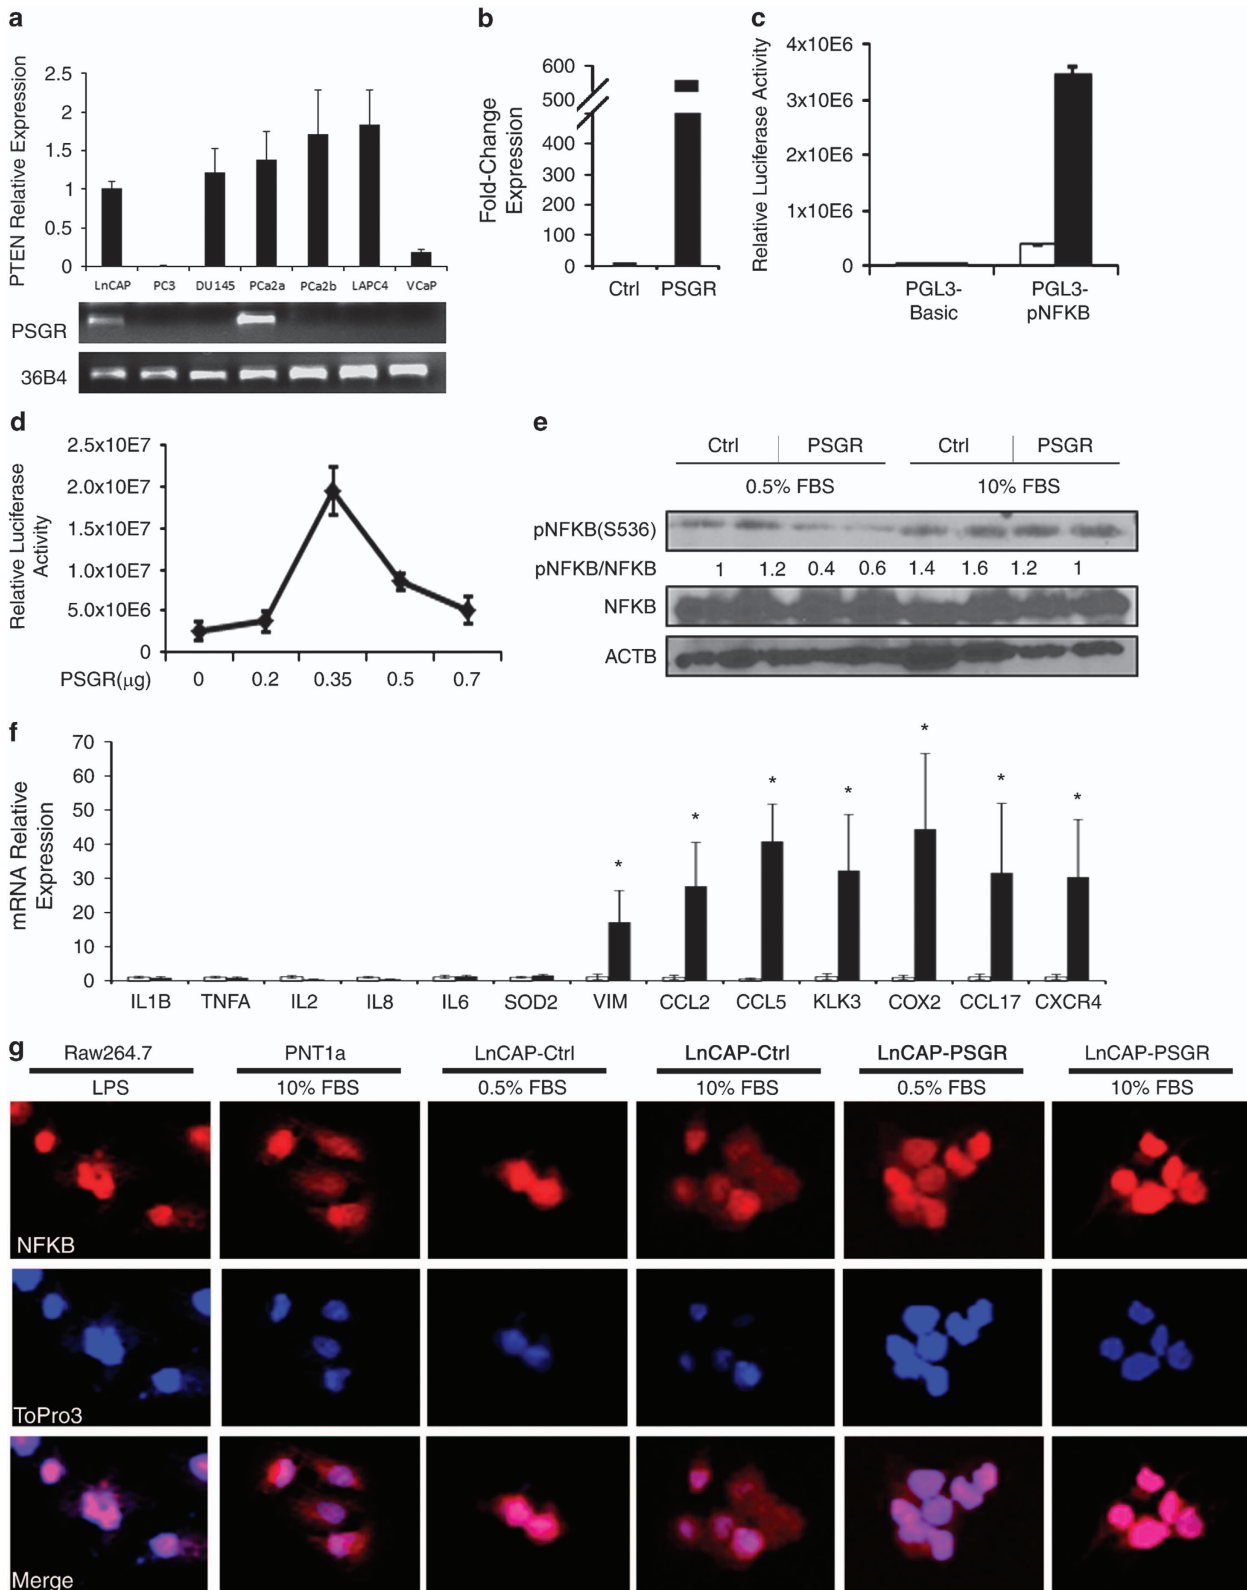 a
PTEN Relative Expression
2.5
2
1.5
1
0.5
0
LnCAP PC3 DU145 PCa2a PCa2b LAPC4 VCaP
PSGR
36B4
b
Fold-Change
Expression
600
500
400
300
200
100
0
Ctrl PSGR
c
Relative Luciferase Activity
4x10E6
3x10E6
2x10E6
1x10E6
0
PGL3-
Basic
PGL3-
pNFKB
d
Relative Luciferase
Activity
2.5x10E7
2.0x10E7
1.5x10E7
1.0x10E7
5.0x10E6
0
PSGR(μg) 0 0.2 0.35 0.5 0.7
e
Ctrl PSGR Ctrl PSGR
0.5% FBS 10% FBS
pNFKB(S536)
pNFKB/NFKB 1 1.2 0.4 0.6 1.4 1.6 1.2 1
NFKB
ACTB
f
mRNA Relative
Expression
70
60
50
40
30
20
10
0
* * * * * * *
IL1B TNFA IL2 IL8 IL6 SOD2 VIM CCL2 CCL5 KLK3 COX2 CCL17 CXCR4
g
Raw264.7 PNT1a LnCAP-Ctrl LnCAP-Ctrl LnCAP-PSGR LnCAP-PSGR
LPS 10% FBS 0.5% FBS 10% FBS 0.5% FBS 10% FBS
NFKB
ToPro3
Merge